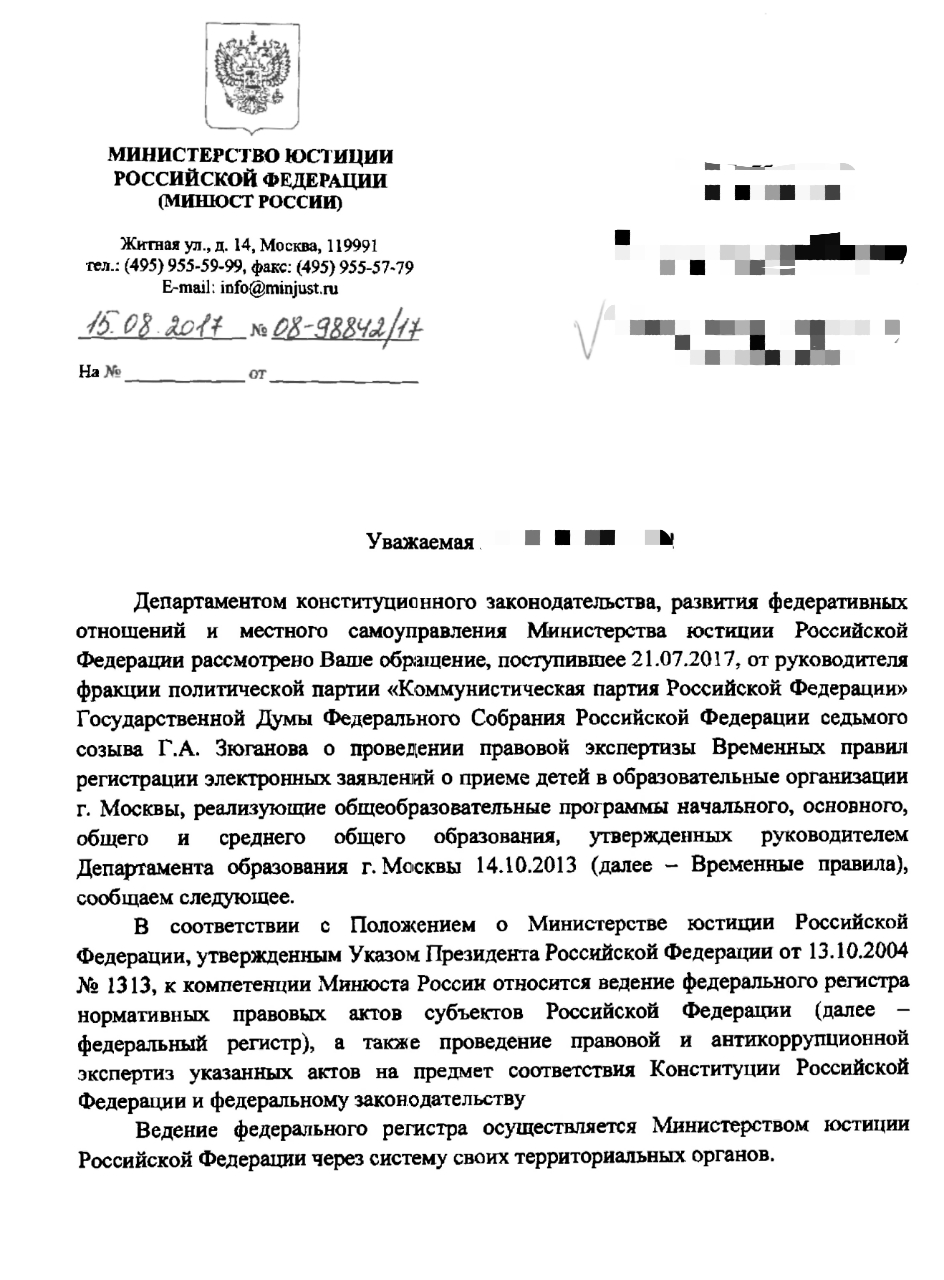 МИНИСТЕРСТВО ЮСТИЦИИ
РОССИЙСКОЙ ФЕДЕРАЦИИ
(МИНЮСТ РОССИИ)
Житная ул., д. 14, Москва, 119991
тел.: (495) 955-59-99, факс: (495) 955-57-79
E-mail: info@minjust.ru
15.08.2017 № 08-98842/17
На № ____________ от ________________
Уважаемая !
Департаментом конституционного законодательства, развития федеративных
отношений и местного самоуправления Министерства юстиции Российской
Федерации рассмотрено Ваше обращение, поступившее 21.07.2017, от руководителя
фракции политической партии «Коммунистическая партия Российской Федерации»
Государственной Думы Федерального Собрания Российской Федерации седьмого
созыва Г.А. Зюганова о проведении правовой экспертизы Временных правил
регистрации электронных заявлений о приеме детей в образовательные организации
г. Москвы, реализующие общеобразовательные программы начального, основного,
общего и среднего общего образования, утвержденных руководителем
Департамента образования г. Москвы 14.10.2013 (далее – Временные правила),
сообщаем следующее.
В соответствии с Положением о Министерстве юстиции Российской
Федерации, утвержденным Указом Президента Российской Федерации от 13.10.2004
№ 1313, к компетенции Минюста России относится ведение федерального регистра
нормативных правовых актов субъектов Российской Федерации (далее –
федеральный регистр), а также проведение правовой и антикоррупционной
экспертиз указанных актов на предмет соответствия Конституции Российской
Федерации и федеральному законодательству
Ведение федерального регистра осуществляется Министерством юстиции
Российской Федерации через систему своих территориальных органов.